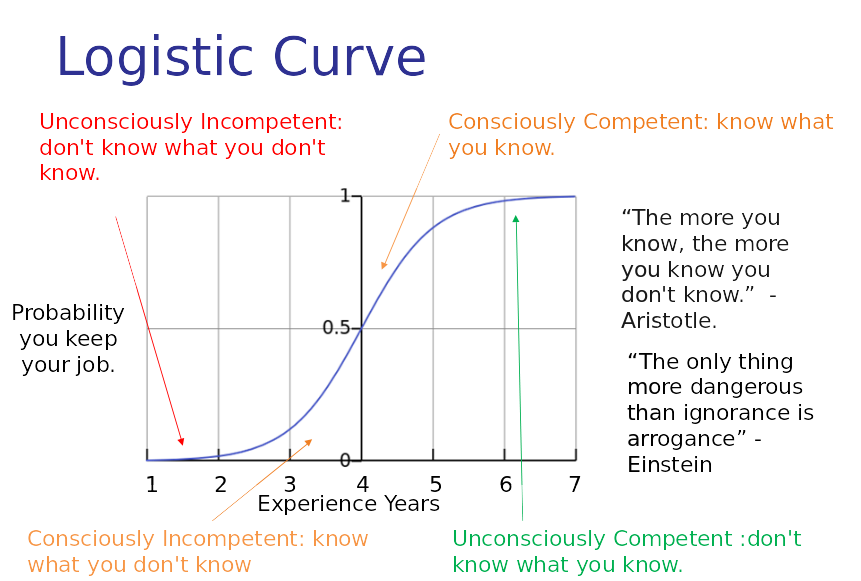 Logistic Curve
Unconsciously Incompetent:
don't know what you don't
know.
Consciously Competent: know what
you know.
1
0.5
0
Probability
you keep
your job.
“The more you
know, the more
you know you
don't know.”  -
Aristotle.
“The only thing
more dangerous
than ignorance is
arrogance” -
Einstein
1 2 3 4 5 6 7
Experience Years
Consciously Incompetent: know
what you don't know
Unconsciously Competent :don't
know what you know.